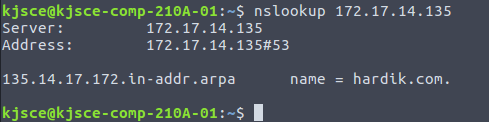 kjsce@kjsce-comp-210A-01:~$ nslookup 172.17.14.135
Server:         172.17.14.135
Address:        172.17.14.135#53
135.14.17.172.in-addr.arpa      name = hardik.com.
kjsce@kjsce-comp-210A-01:~$